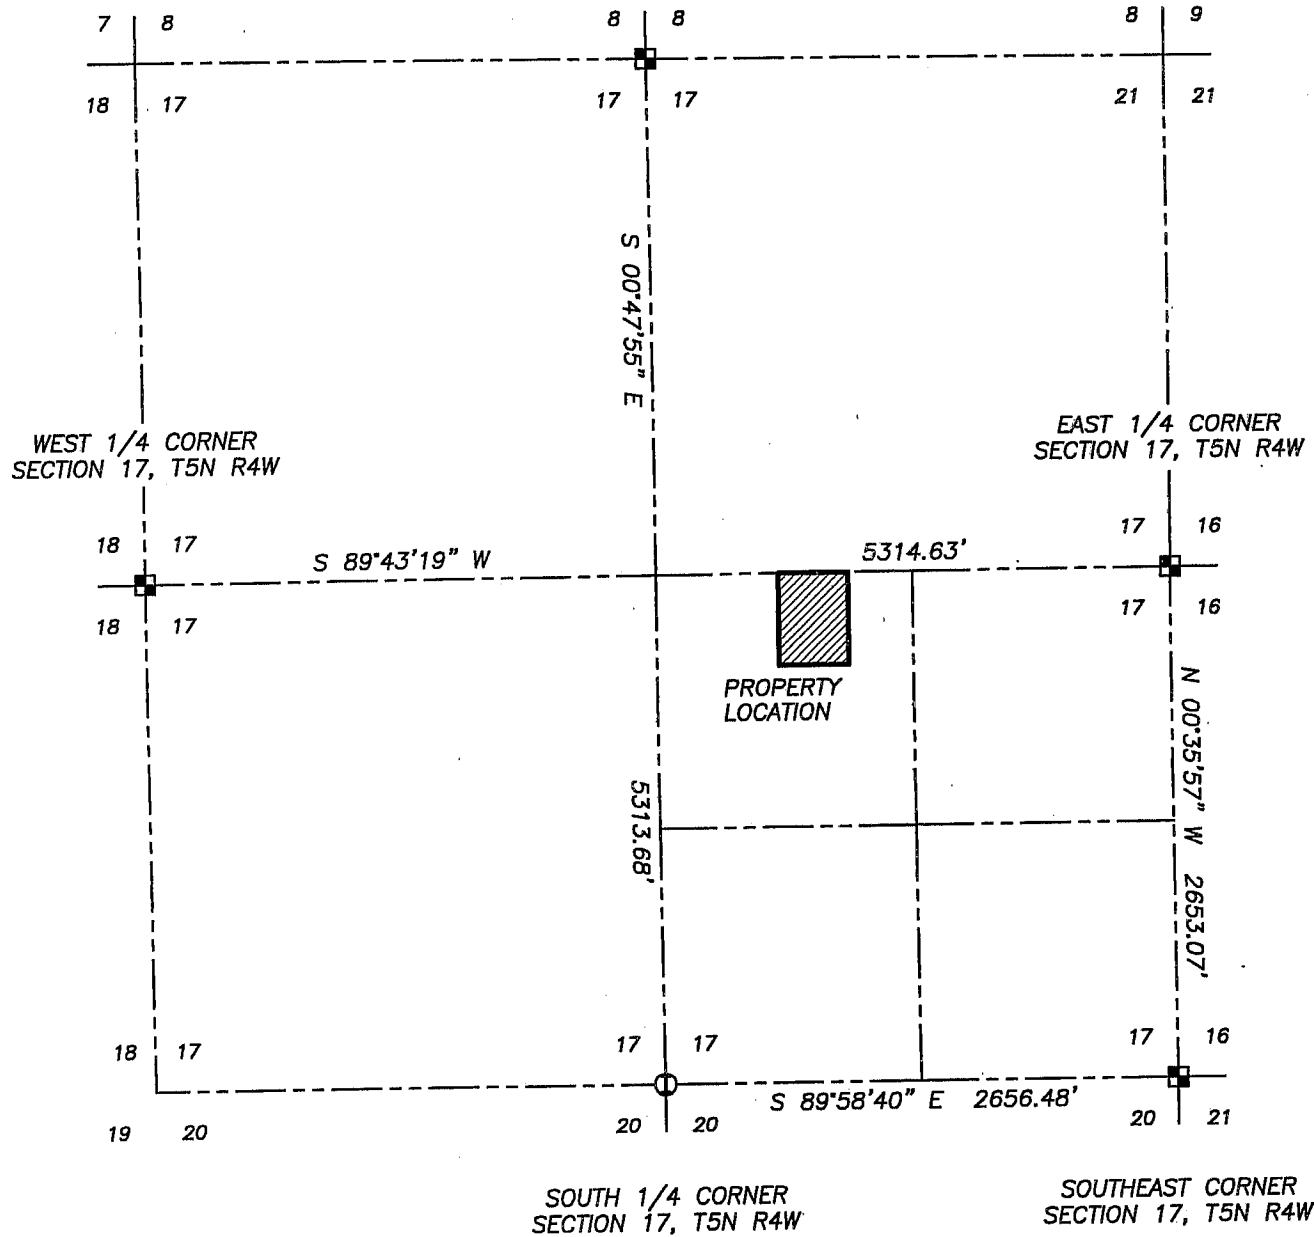 7 8
8 8
8 9
18 17
17 17
21 21
S 00°47'55" E
WEST 1/4 CORNER
SECTION 17, T5N R4W
EAST 1/4 CORNER
SECTION 17, T5N R4W
18 17
S 89°43'19" W
5314.63'
17 16
18 17
17 16
PROPERTY
LOCATION
N 00°35'57" W 2653.07'
5313.68'
18 17
17 17
17 16
S 89°58'40" E 2656.48'
19 20
20 20
20 21
SOUTH 1/4 CORNER
SECTION 17, T5N R4W
SOUTHEAST CORNER
SECTION 17, T5N R4W